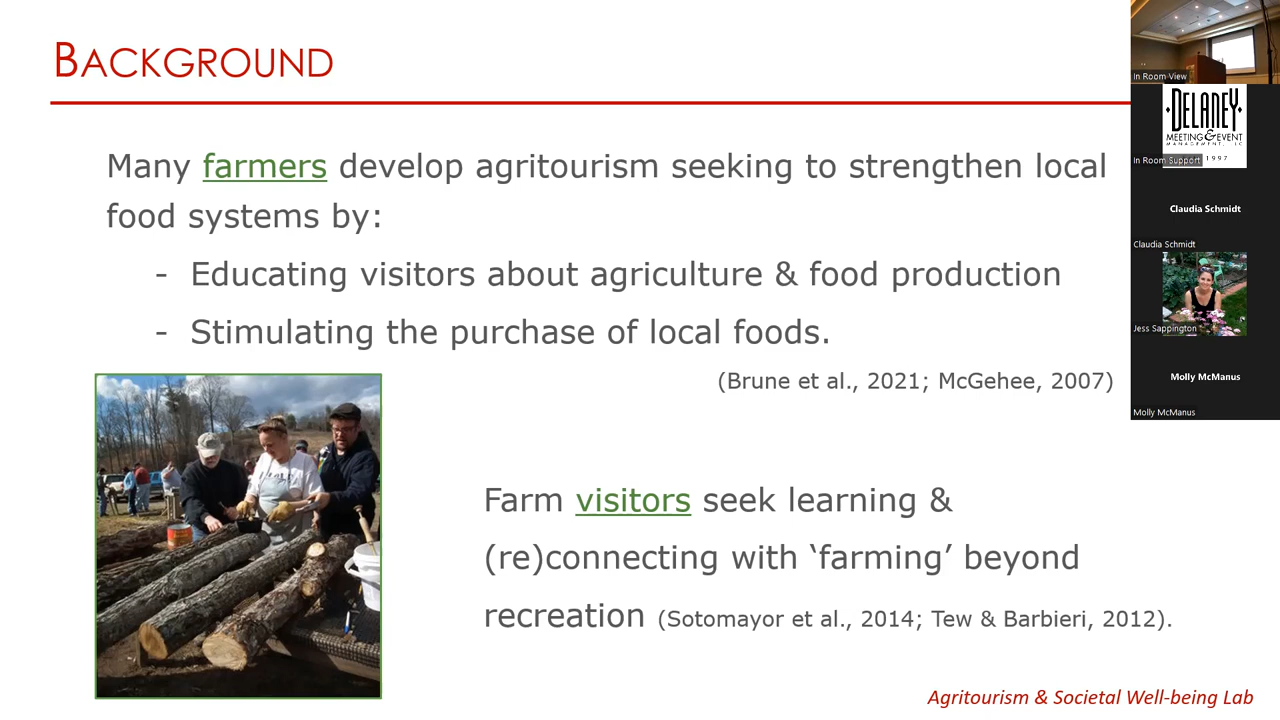 BACKGROUND
Many farmers develop agritourism seeking to strengthen local
food systems by:
- Educating visitors about agriculture & food production
- Stimulating the purchase of local foods.
(Brune et al., 2021; McGehee, 2007)
Farm visitors seek learning &
(re)connecting with ‘farming’ beyond
recreation (Sotomayor et al., 2014; Tew & Barbieri, 2012).
Agritourism & Societal Well-being Lab
In Room View
DELANEY
MEETING & EVENT
MANAGEMENT, LLC
1997
In Room Support
Claudia Schmidt
Claudia Schmidt
Jess Sappington
Molly McManus
Molly McManus